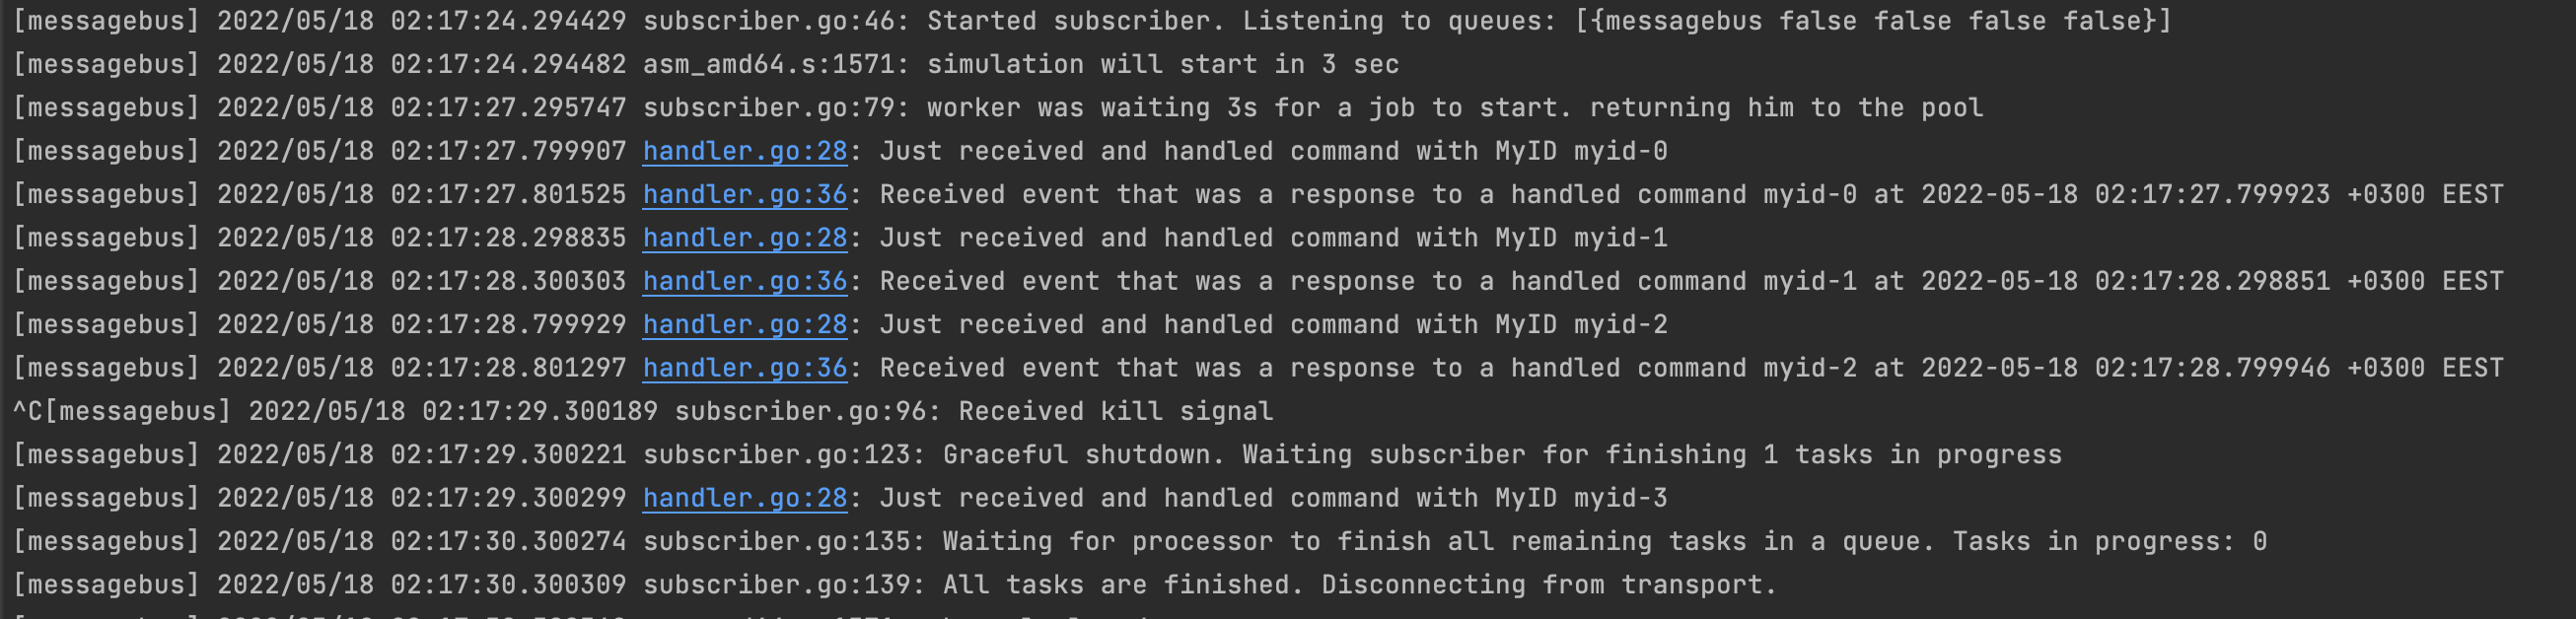 [messagebus] 2022/05/18 02:17:24.294429 subscriber.go:46: Started subscriber. Listening to queues: [{messagebus false false false false}]
[messagebus] 2022/05/18 02:17:24.294482 asm_amd64.s:1571: simulation will start in 3 sec
[messagebus] 2022/05/18 02:17:27.295747 subscriber.go:79: worker was waiting 3s for a job to start. returning him to the pool
[messagebus] 2022/05/18 02:17:27.799907 handler.go:28: Just received and handled command with MyID myid-0
[messagebus] 2022/05/18 02:17:27.801525 handler.go:36: Received event that was a response to a handled command myid-0 at 2022-05-18 02:17:27.799923 +0300 EEST
[messagebus] 2022/05/18 02:17:28.298835 handler.go:28: Just received and handled command with MyID myid-1
[messagebus] 2022/05/18 02:17:28.300303 handler.go:36: Received event that was a response to a handled command myid-1 at 2022-05-18 02:17:28.298851 +0300 EEST
[messagebus] 2022/05/18 02:17:28.799929 handler.go:28: Just received and handled command with MyID myid-2
[messagebus] 2022/05/18 02:17:28.801297 handler.go:36: Received event that was a response to a handled command myid-2 at 2022-05-18 02:17:28.799946 +0300 EEST
^C[messagebus] 2022/05/18 02:17:29.300189 subscriber.go:96: Received kill signal
[messagebus] 2022/05/18 02:17:29.300221 subscriber.go:123: Graceful shutdown. Waiting subscriber for finishing 1 tasks in progress
[messagebus] 2022/05/18 02:17:29.300299 handler.go:28: Just received and handled command with MyID myid-3
[messagebus] 2022/05/18 02:17:30.300274 subscriber.go:135: Waiting for processor to finish all remaining tasks in a queue. Tasks in progress: 0
[messagebus] 2022/05/18 02:17:30.300309 subscriber.go:139: All tasks are finished. Disconnecting from transport.